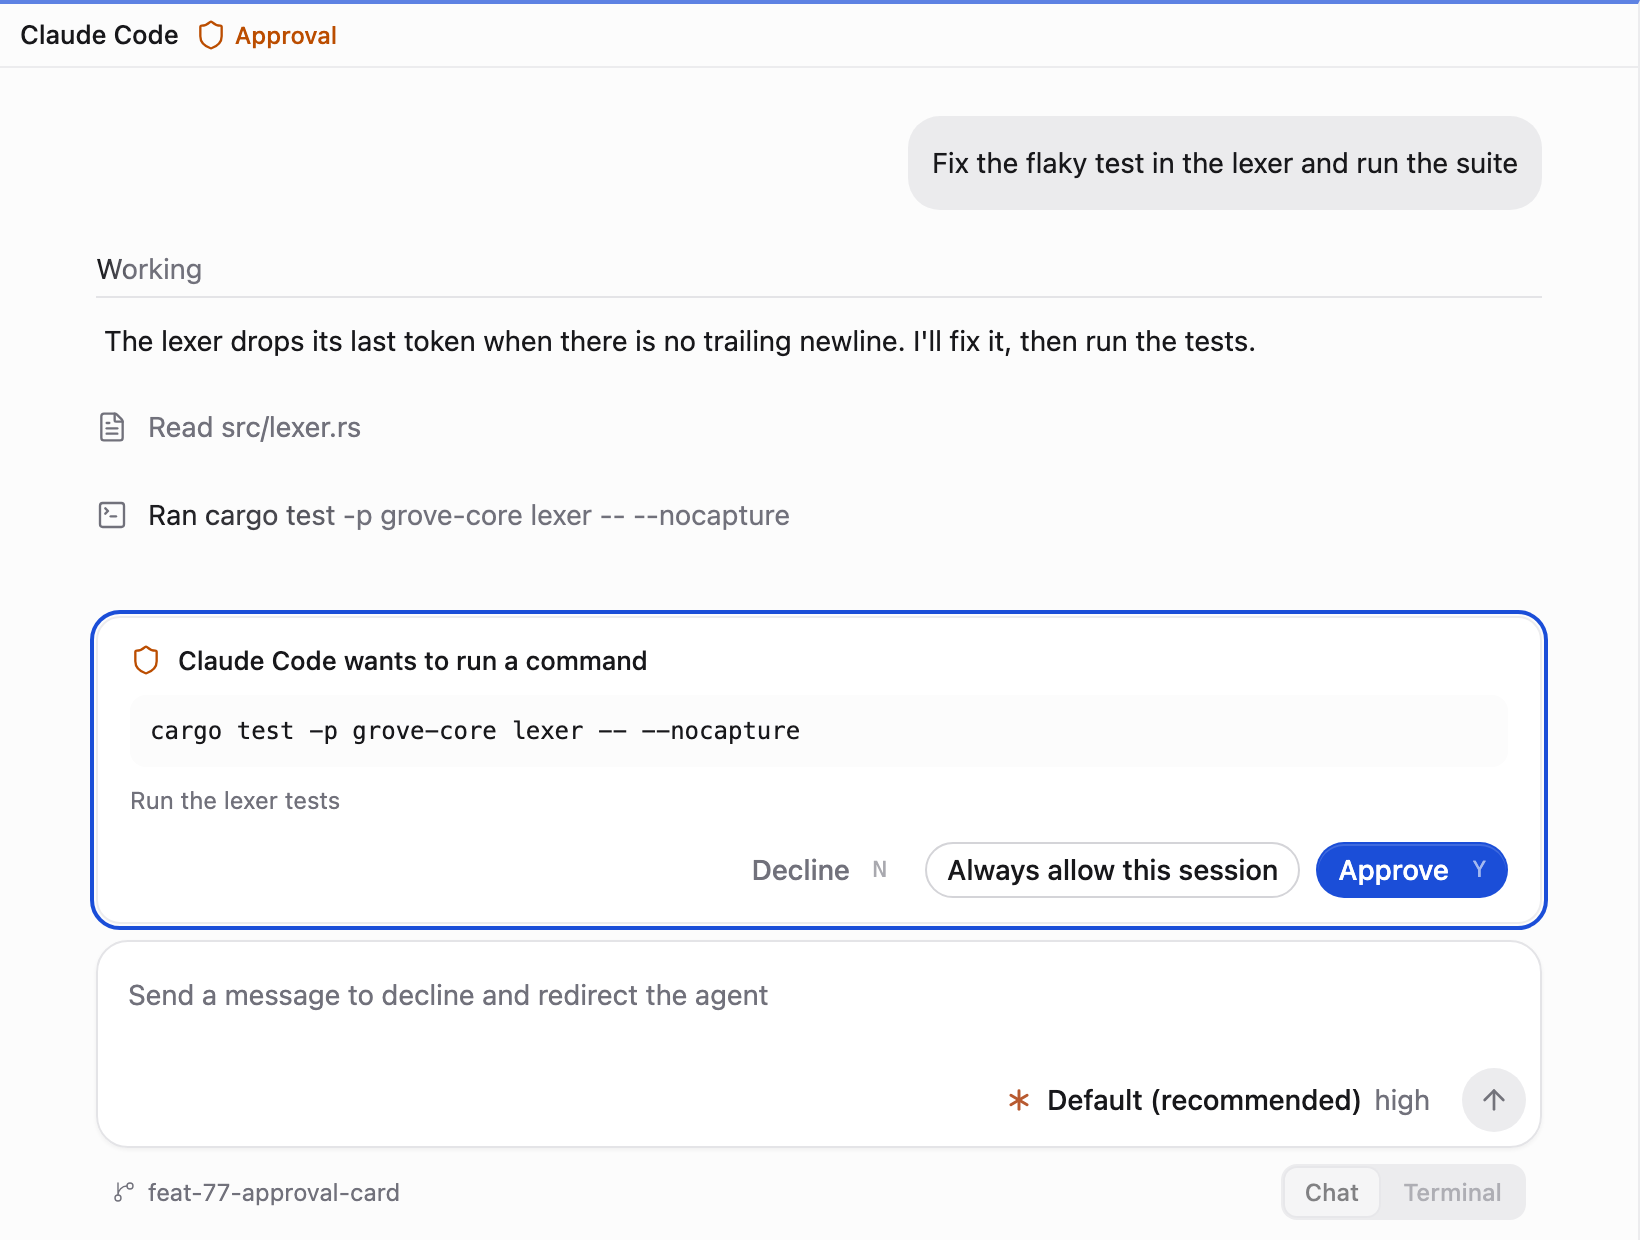 Claude Code Approval
Fix the flaky test in the lexer and run the suite
Working
The lexer drops its last token when there is no trailing newline. I'll fix it, then run the tests.
Read src/lexer.rs
Ran cargo test -p grove-core lexer -- --nocapture
Claude Code wants to run a command
cargo test -p grove-core lexer -- --nocapture
Run the lexer tests
Decline N Always allow this session Approve Y
Send a message to decline and redirect the agent
Default (recommended) high
feat-77-approval-card Chat Terminal